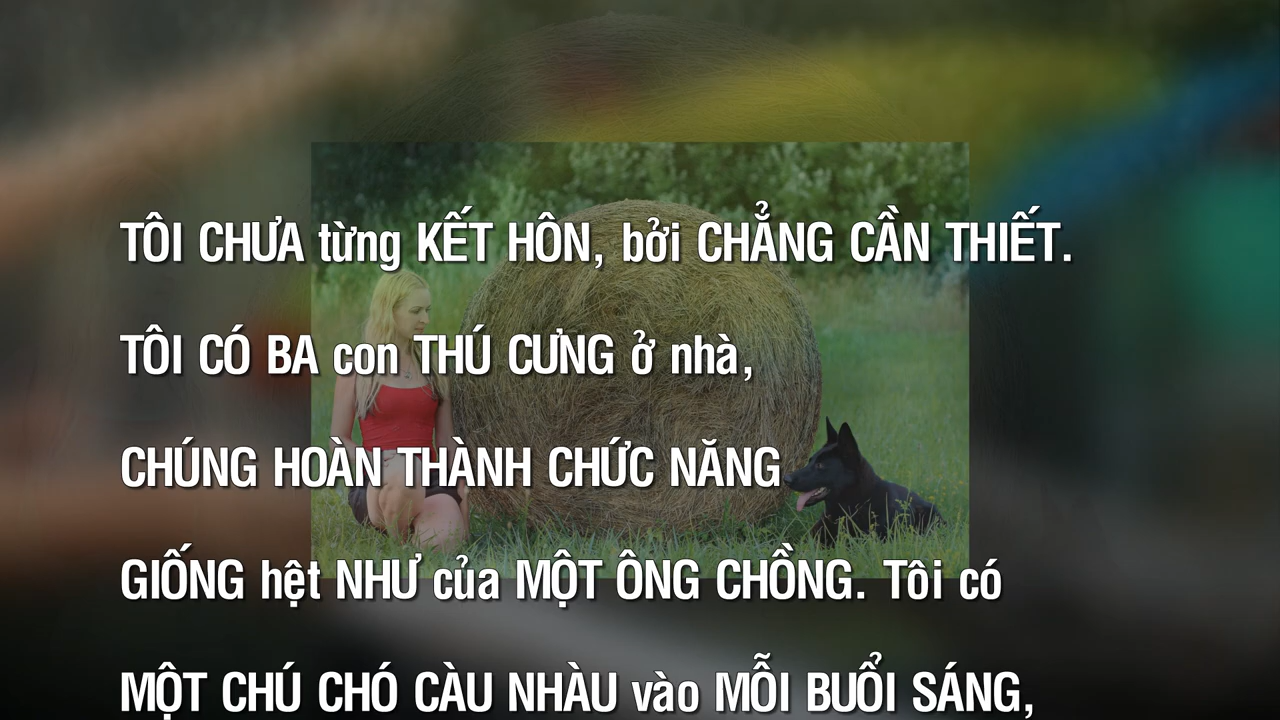 TÔI CHƯA từng KẾT HÔN, bởi CHẲNG CẦN THIẾT.
TÔI CÓ BA con THÚ CƯNG ở nhà,
CHÚNG HOÀN THÀNH CHỨC NĂNG
GIỐNG hệt NHƯ của MỘT ÔNG CHỒNG. Tôi có
MỘT CHÚ CHÓ CÀU NHÀU vào MỖI BUỔI SÁNG,